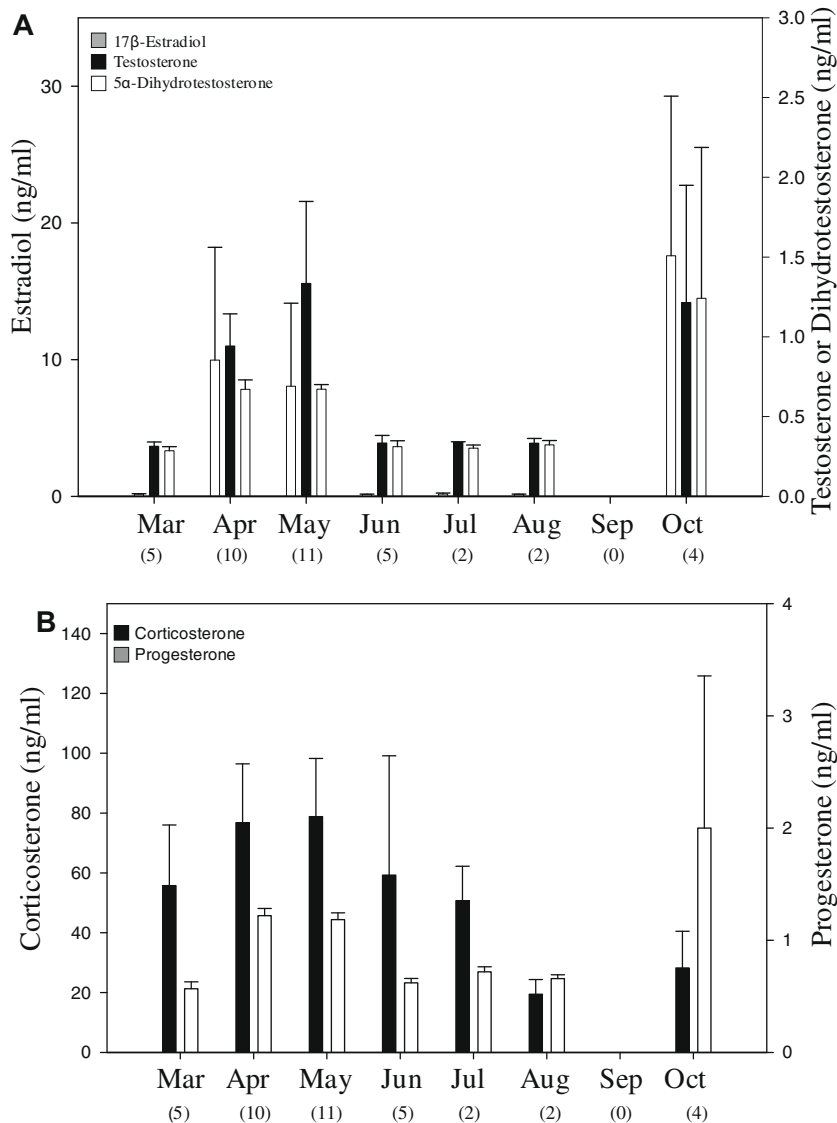 A
17β-Estradiol
Testosterone
5α-Dihydrotestosterone
Estradiol (ng/ml)
30
20
10
0
Testosterone or Dihydrotestosterone (ng/ml)
3.0
2.5
2.0
1.5
1.0
0.5
0.0
Mar Apr May Jun Jul Aug Sep Oct
(5) (10) (11) (5) (2) (2) (0) (4)
B
Corticosterone
Progesterone
Corticosterone (ng/ml)
140
120
100
80
60
40
20
0
Progesterone (ng/ml)
4
3
2
1
0
Mar Apr May Jun Jul Aug Sep Oct
(5) (10) (11) (5) (2) (2) (0) (4)